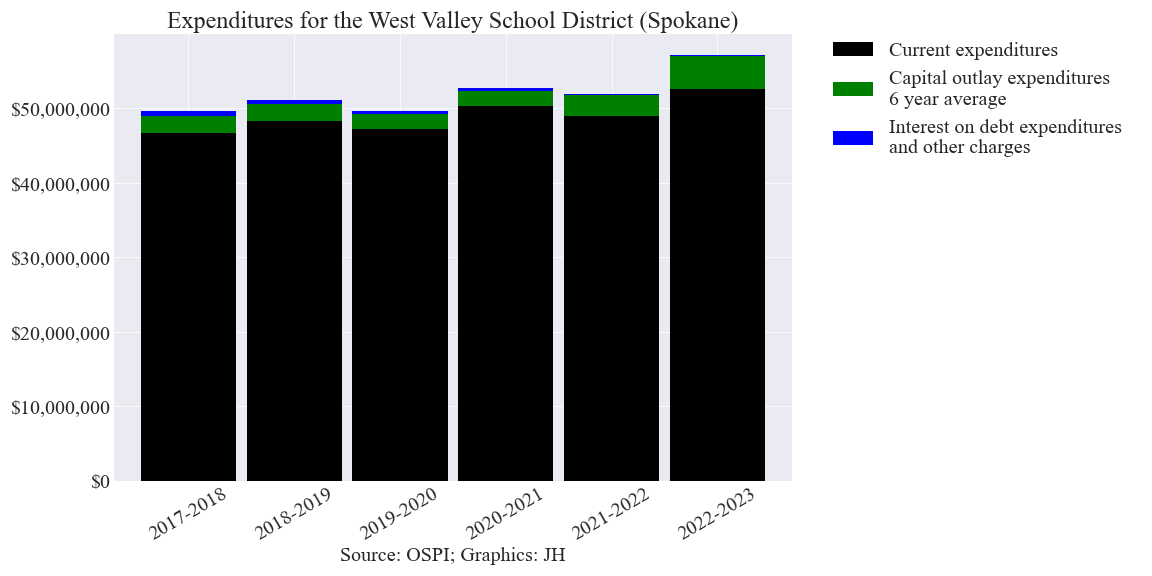 Expenditures for the West Valley School District (Spokane)
Current expenditures
Capital outlay expenditures
6 year average
Interest on debt expenditures
and other charges
$50,000,000
$40,000,000
$30,000,000
$20,000,000
$10,000,000
$0
2017-2018
2018-2019
2019-2020
2020-2021
2021-2022
2022-2023
Source: OSPI; Graphics: JH